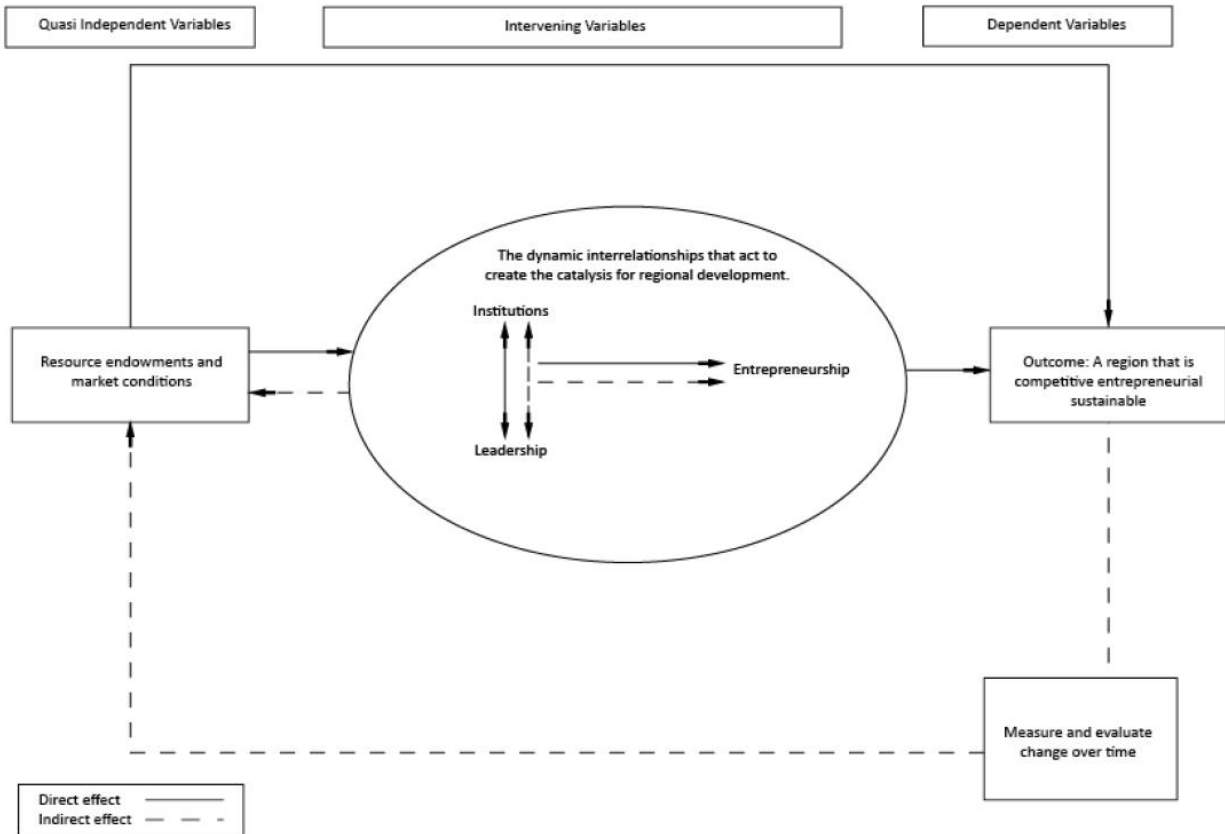 Quasi Independent Variables
Intervening Variables
Dependent Variables
The dynamic interrelationships that act to
create the catalysis for regional development.
Institutions
Resource endowments and
market conditions
Entrepreneurship
Outcome: A region that is
competitive entrepreneurial
sustainable
Leadership
Measure and evaluate
change over time
Direct effect
Indirect effect